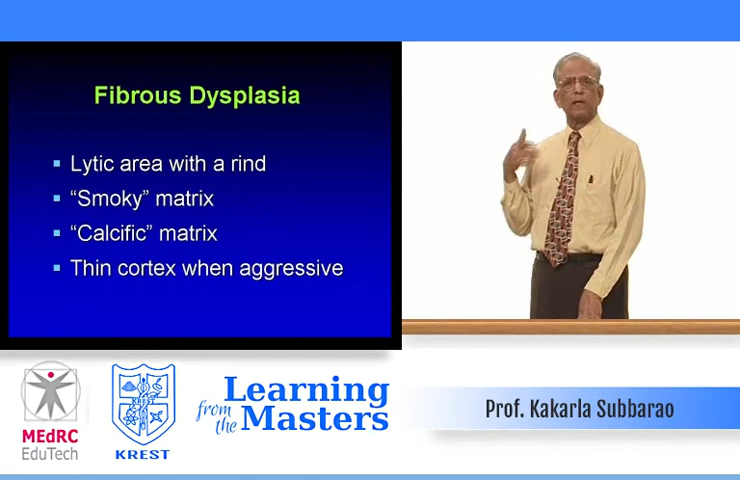 Fibrous Dysplasia
▪ Lytic area with a rind
▪ “Smoky” matrix
▪ “Calcific” matrix
▪ Thin cortex when aggressive
MEdRC
EduTech
KREST
KREST
Learning
from the Masters
Prof. Kakarla Subbarao